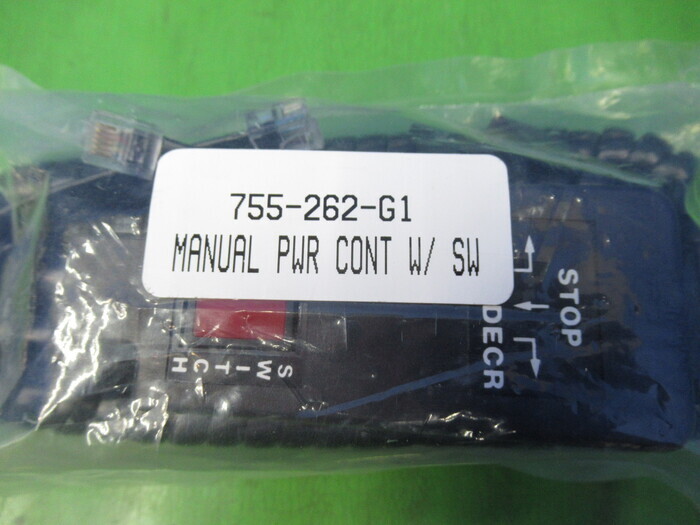 755-262-G1
MANUAL PWR CONT W/ SW
STOP
DECR
SWITCH